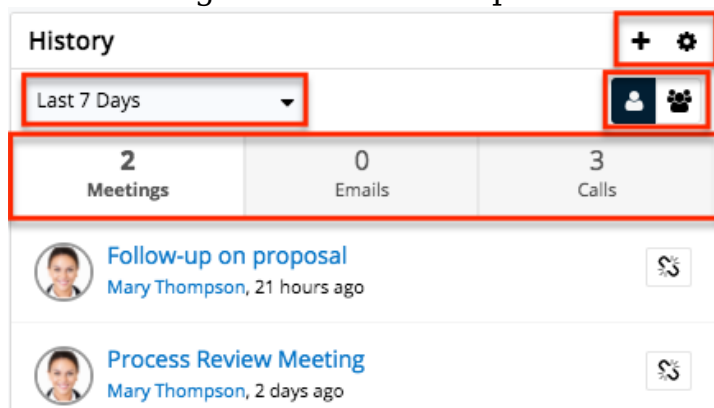 History
Last 7 Days
2 0 3
Meetings Emails Calls
Follow-up on proposal
Mary Thompson, 21 hours ago
Process Review Meeting
Mary Thompson, 2 days ago